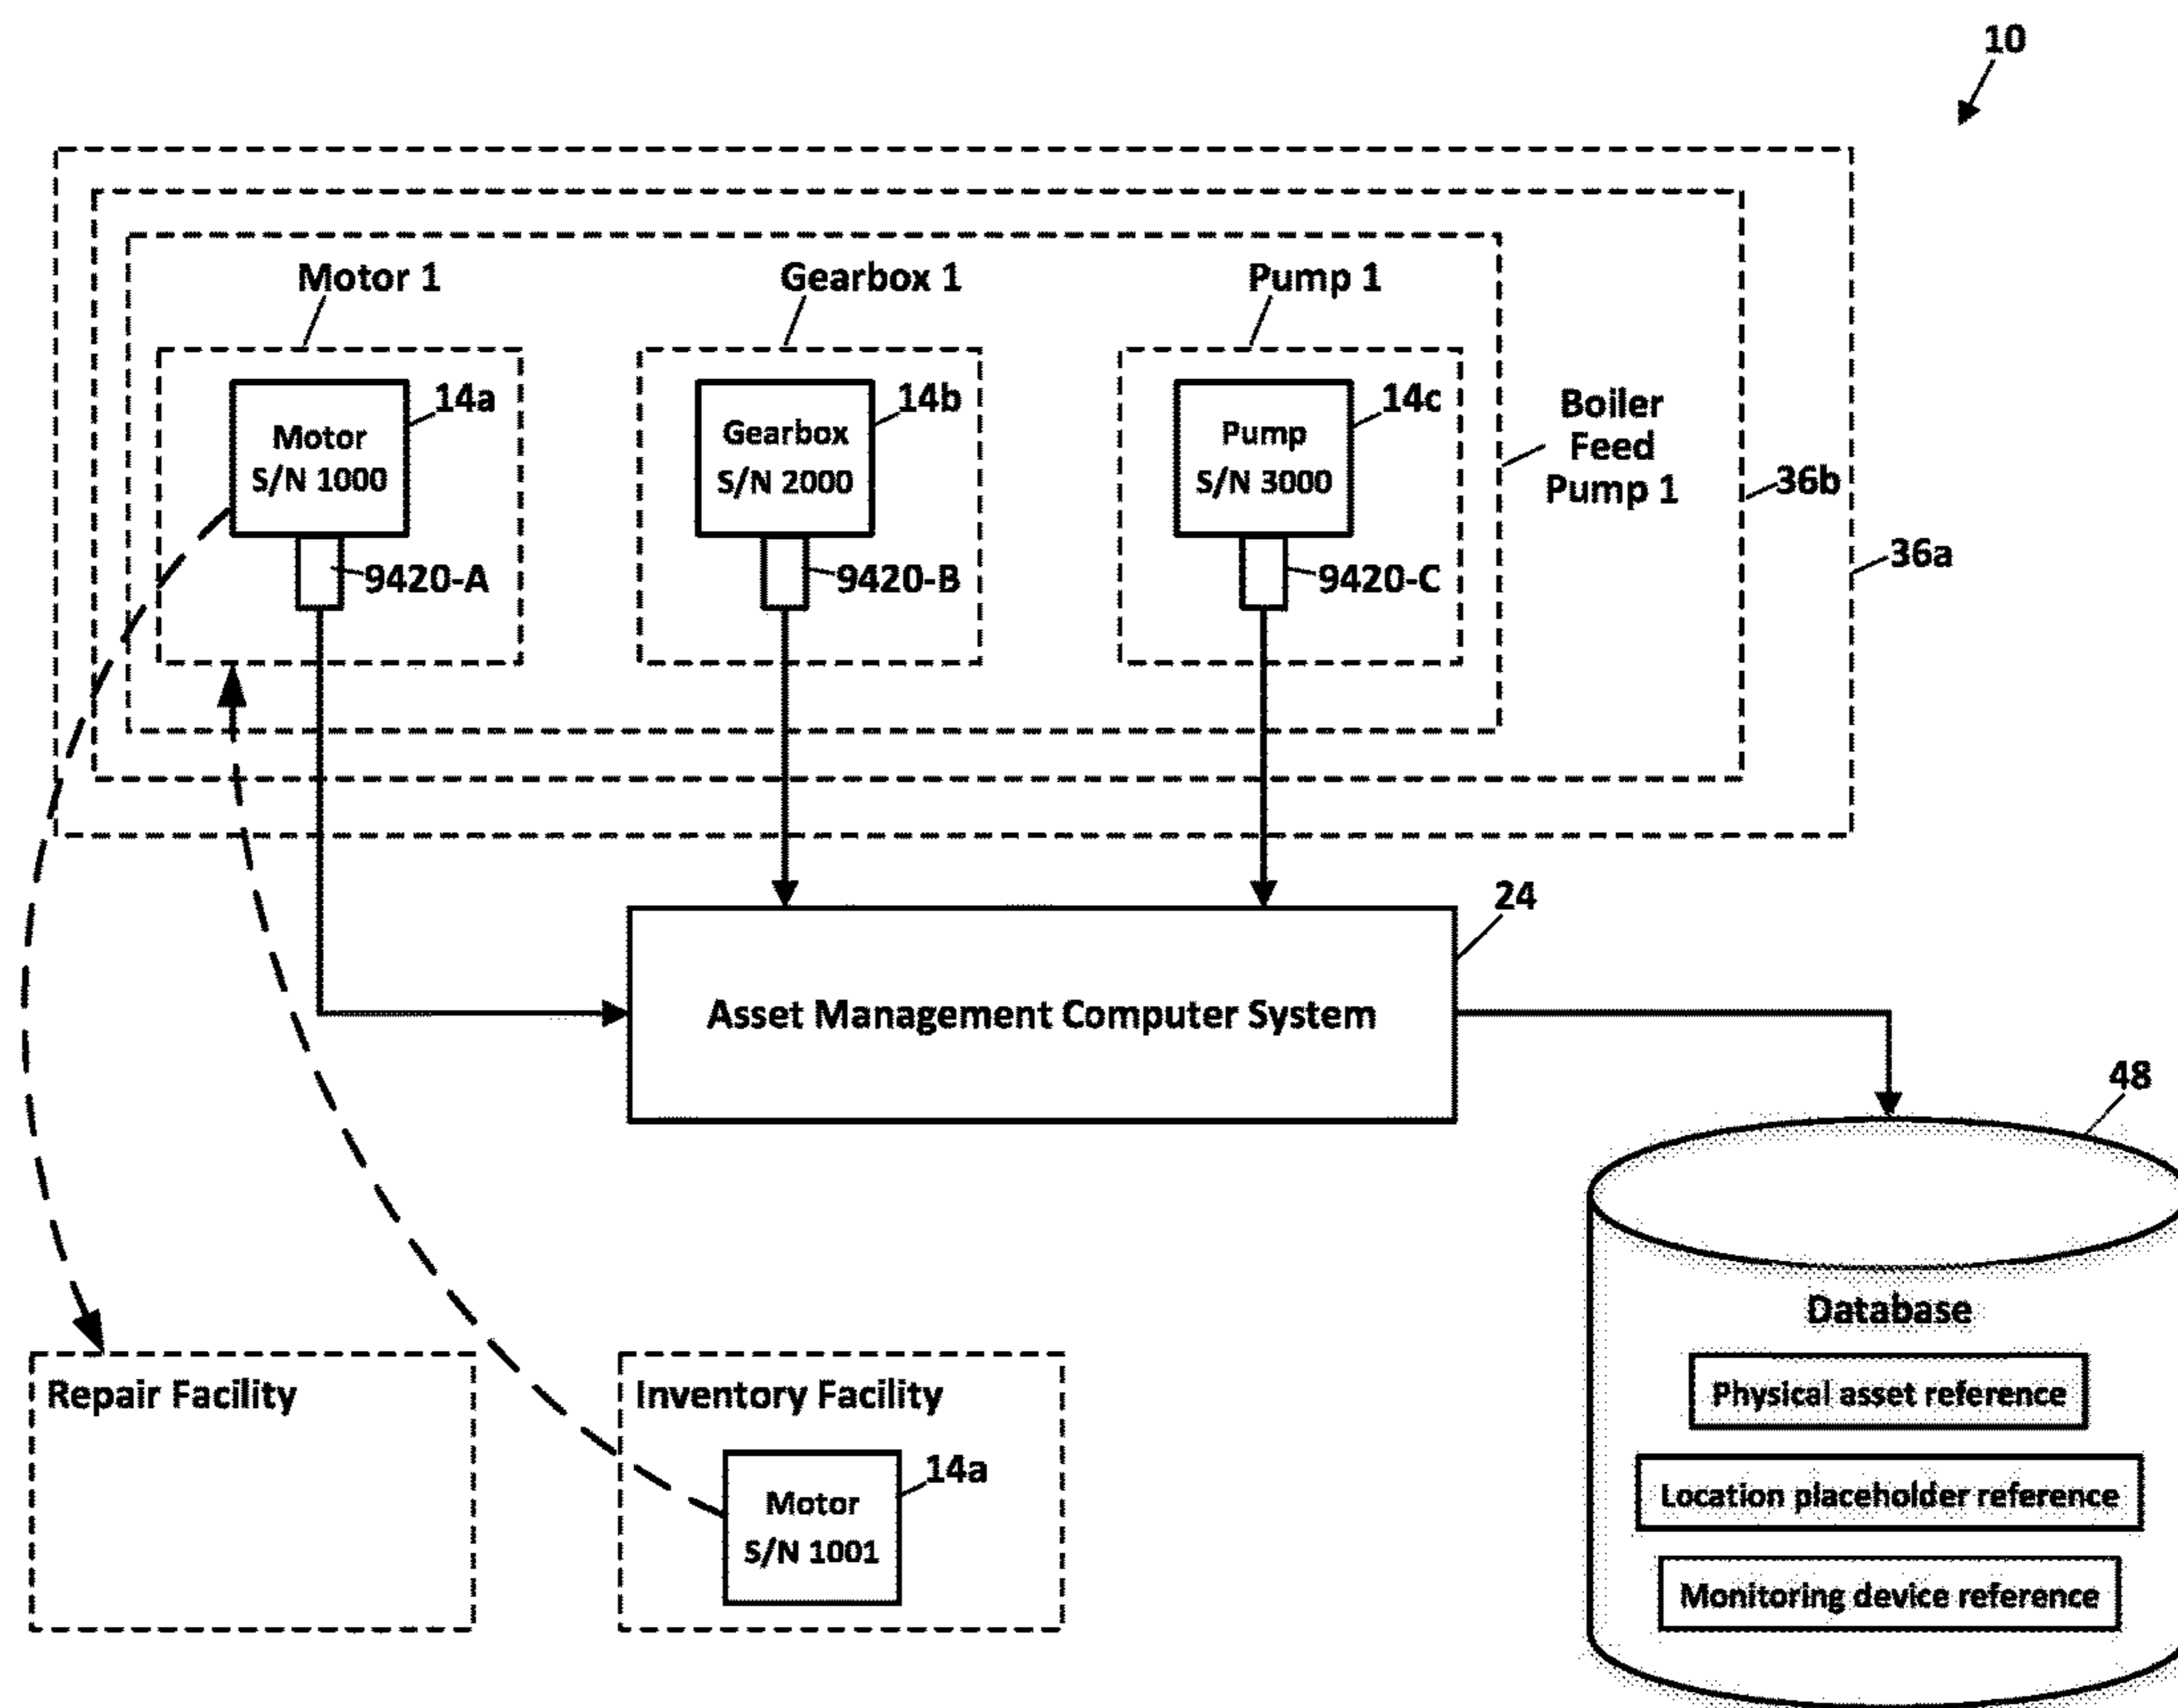 10
Motor 1
Gearbox 1
Pump 1
14a
14b
14c
Motor
S/N 1000
Gearbox
S/N 2000
Pump
S/N 3000
Boiler
Feed
Pump 1
36b
36a
9420-A
9420-B
9420-C
24
Asset Management Computer System
48
Database
Physical asset reference
Location placeholder reference
Monitoring device reference
Repair Facility
Inventory Facility
14a
Motor
S/N 1001